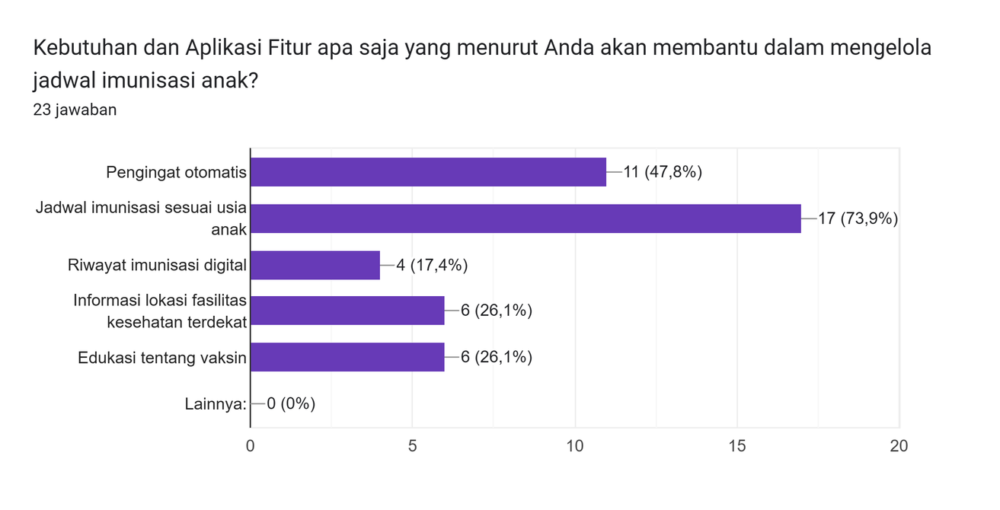 Kebutuhan dan Aplikasi Fitur apa saja yang menurut Anda akan membantu dalam mengelola
jadwal imunisasi anak?
23 jawaban
Pengingat otomatis
11 (47,8%)
Jadwal imunisasi sesuai usia
anak
17 (73,9%)
Riwayat imunisasi digital
4 (17,4%)
Informasi lokasi fasilitas
kesehatan terdekat
6 (26,1%)
Edukasi tentang vaksin
6 (26,1%)
Lainnya:
0 (0%)
0 5 10 15 20